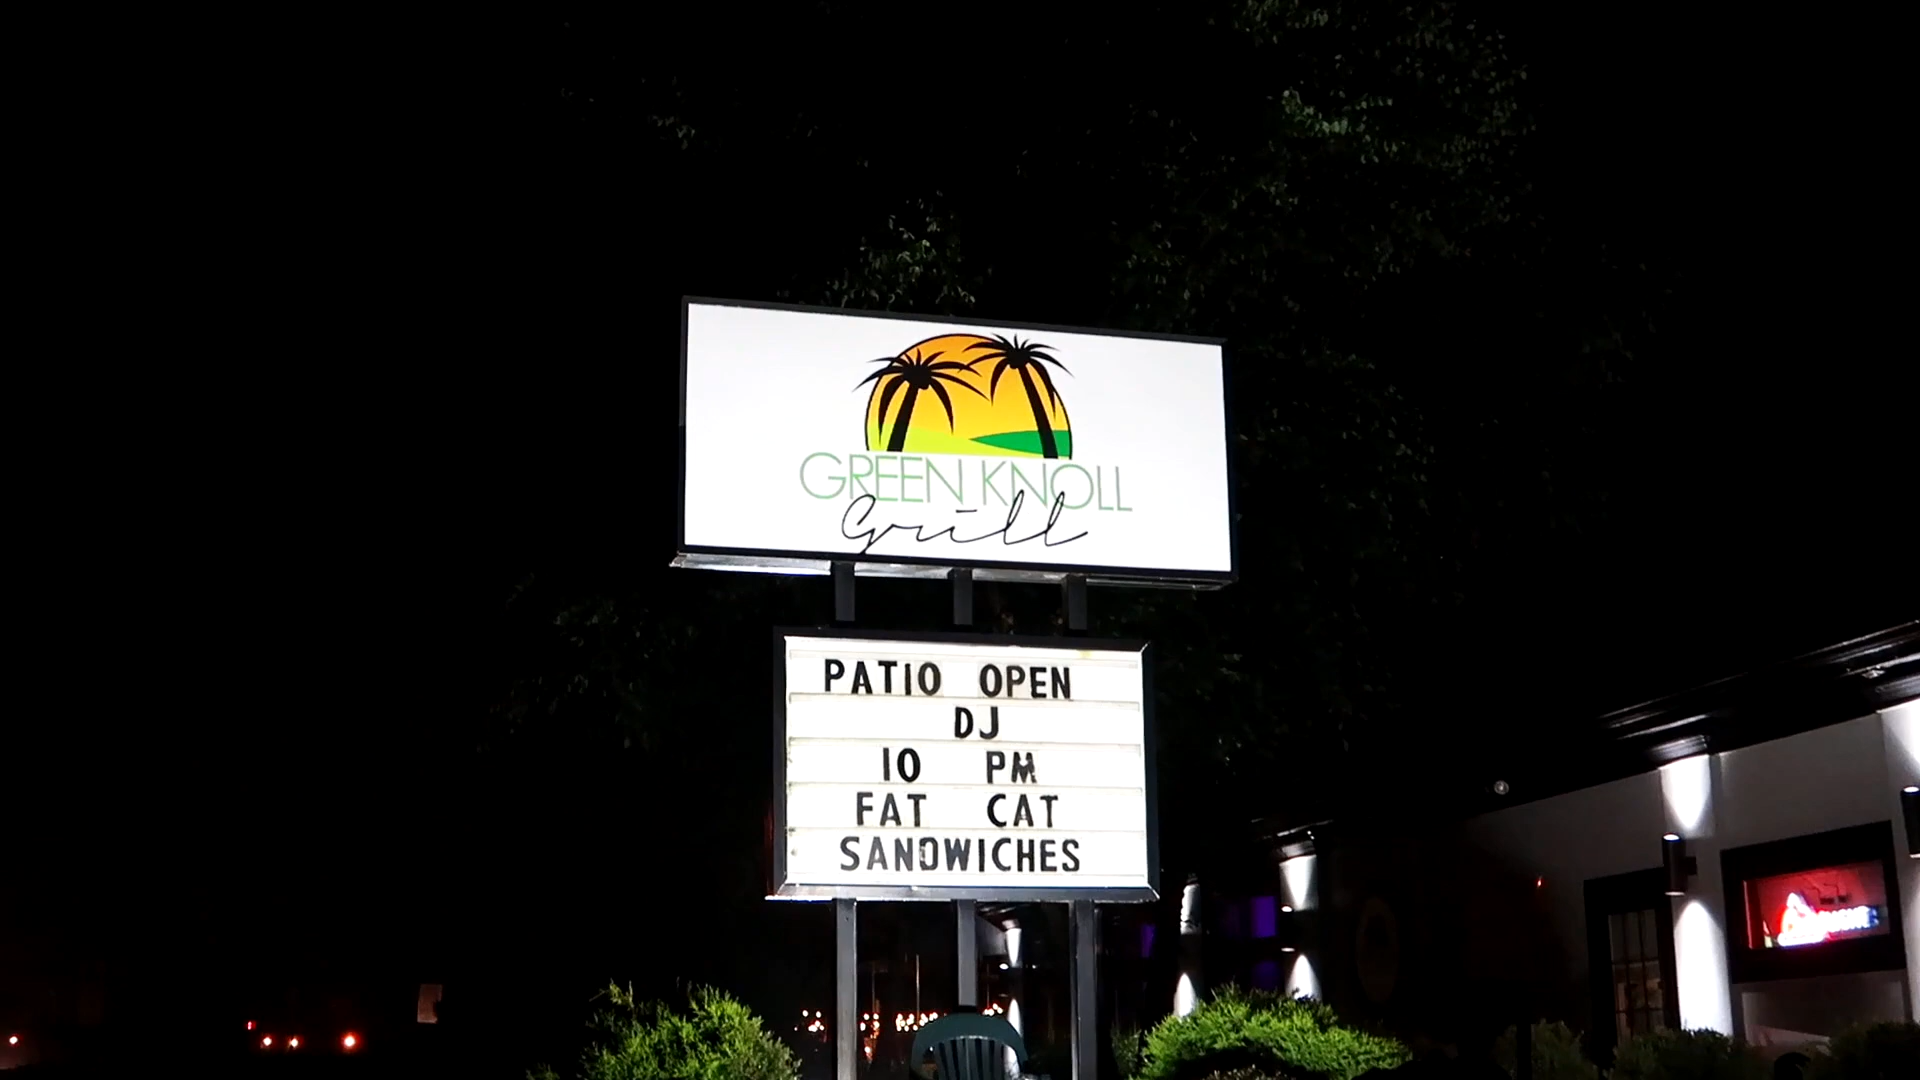 GREEN KNOLL
Grill
PATIO OPEN
DJ
10 PM
FAT CAT
SANDWICHES